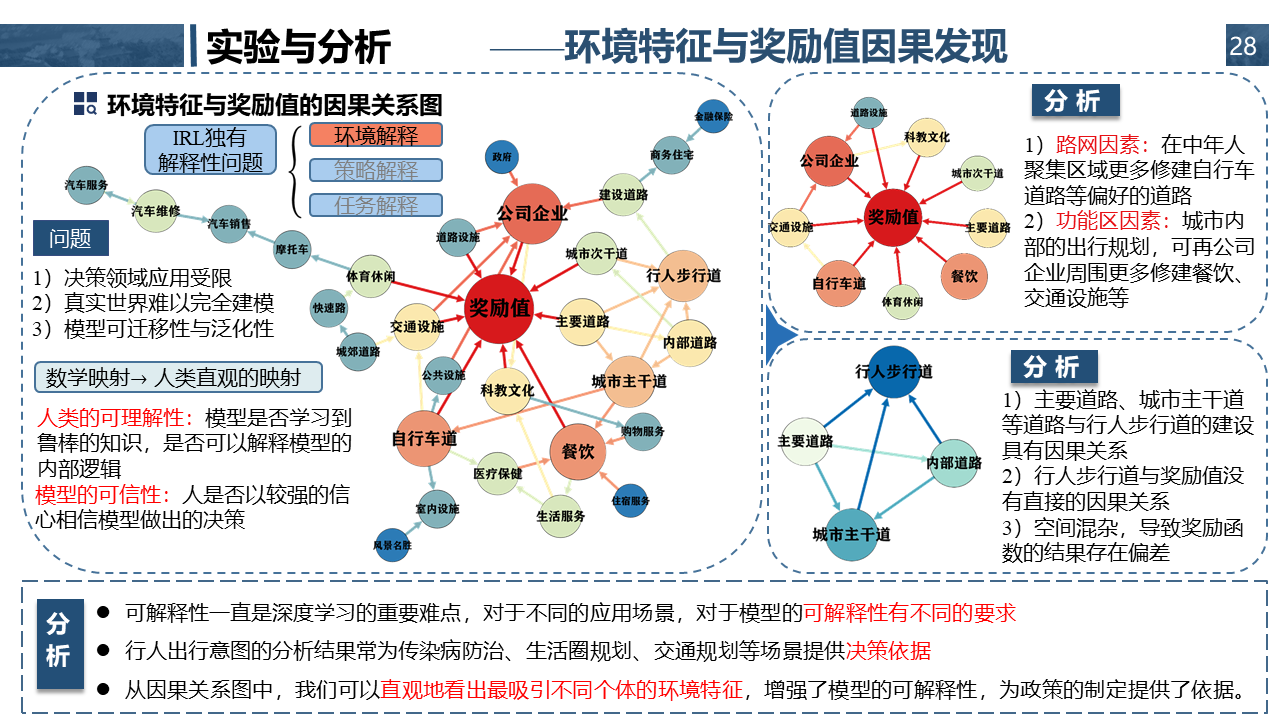 实验与分析
——环境特征与奖励值因果发现
28
环境特征与奖励值的因果关系图
IRL独有
解释性问题
环境解释
策略解释
任务解释
问题
1）决策领域应用受限
2）真实世界难以完全建模
3）模型可迁移性与泛化性
数学映射→ 人类直观的映射
人类的可理解性：模型是否学习到
鲁棒的知识，是否可以解释模型的
内部逻辑
模型的可信性：人是否以较强的信
心相信模型做出的决策
金融保险
政府
商务住宅
汽车服务
建设道路
汽车维修
公司企业
汽车销售
道路设施
摩托车
城市次干道
体育休闲
行人步行道
快速路
奖励值
交通设施
主要道路
内部道路
城郊道路
公共设施
城市主干道
科教文化
自行车道
购物服务
餐饮
医疗保健
住宿服务
室内设施
生活服务
风景名胜
道路设施
科教文化
公司企业
城市次干道
奖励值
交通设施
主要道路
自行车道
餐饮
体育休闲
分 析
1）路网因素：在中年人
聚集区域更多修建自行车
道路等偏好的道路
2）功能区因素：城市内
部的出行规划，可再公司
企业周围更多修建餐饮、
交通设施等
行人步行道
主要道路
内部道路
城市主干道
分 析
1）主要道路、城市主干道
等道路与行人步行道的建设
具有因果关系
2）行人步行道与奖励值没
有直接的因果关系
3）空间混杂，导致奖励函
数的结果存在偏差
分
析
● 可解释性一直是深度学习的重要难点，对于不同的应用场景，对于模型的可解释性有不同的要求
● 行人出行意图的分析结果常为传染病防治、生活圈规划、交通规划等场景提供决策依据
● 从因果关系图中，我们可以直观地看出最吸引不同个体的环境特征，增强了模型的可解释性，为政策的制定提供了依据。